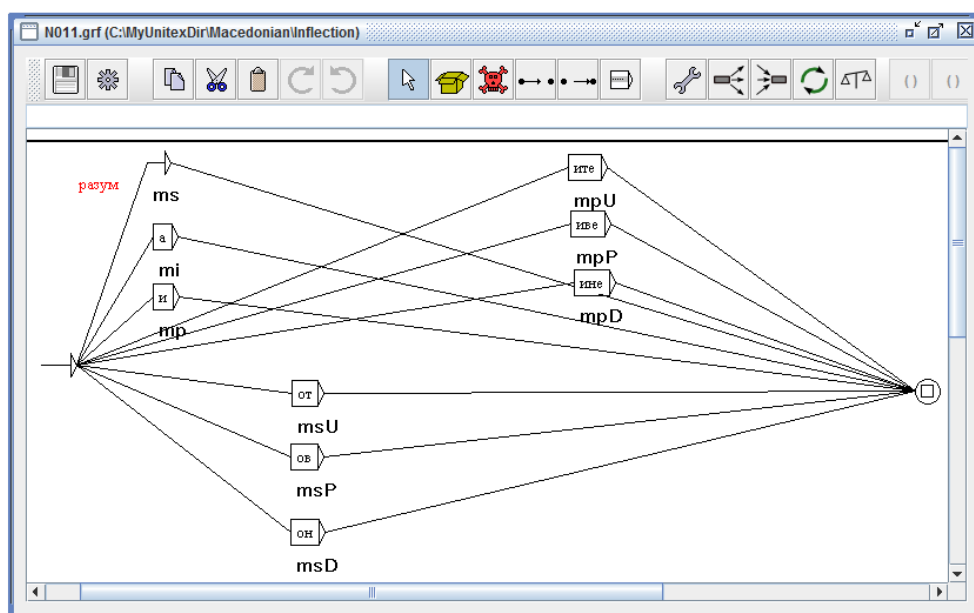 N011.grf (C:\MyUnitexDir\Macedonian\Inflection)
( ) ( )
разум
ms
ите
mpU
а
mi
иве
mpP
и
mp
ине
mpD
от
msU
ов
msP
он
msD